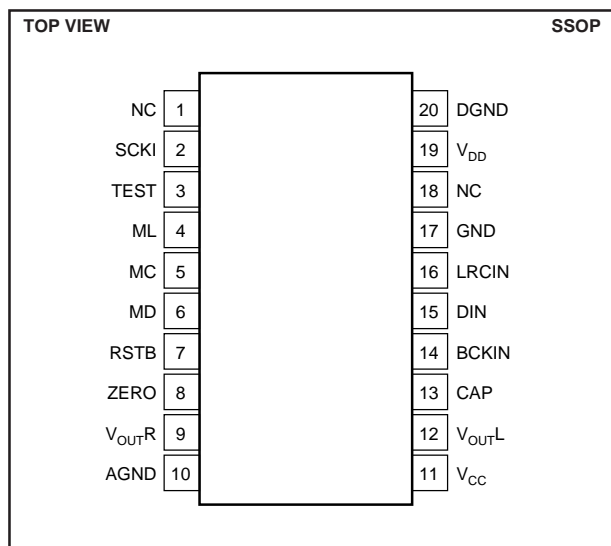 TOP VIEW SSOP
NC 1 20 DGND
SCKI 2 19 VDD
TEST 3 18 NC
ML 4 17 GND
MC 5 16 LRCIN
MD 6 15 DIN
RSTB 7 14 BCKIN
ZERO 8 13 CAP
VOUTR 9 12 VOUTL
AGND 10 11 VCC